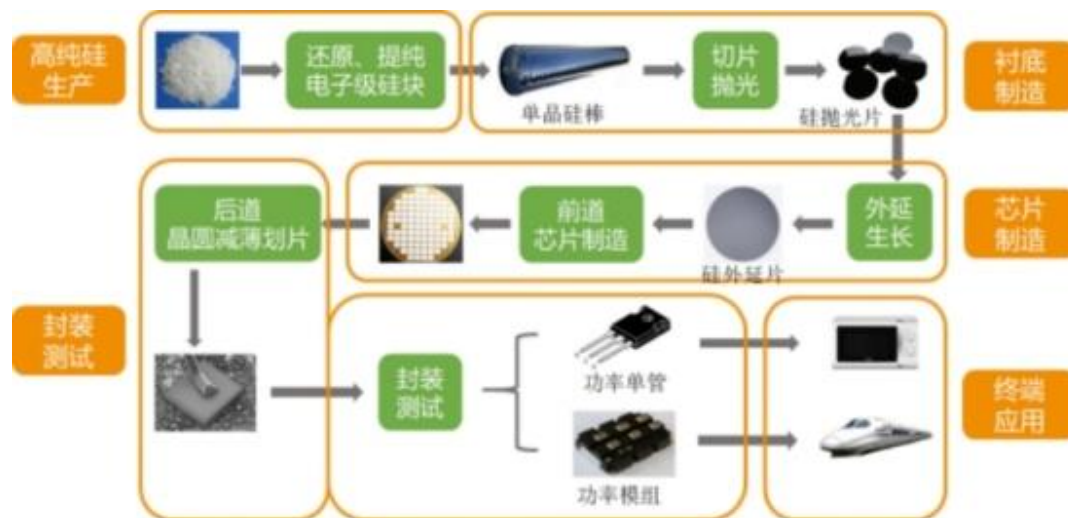 高纯硅
生产
还原、提纯
电子级硅块
单晶硅棒
切片
抛光
硅抛光片
衬底
制造
后道
晶圆减薄划片
前道
芯片制造
硅外延片
外延
生长
芯片
制造
封装
测试
封装
测试
功率单管
功率模组
终端
应用